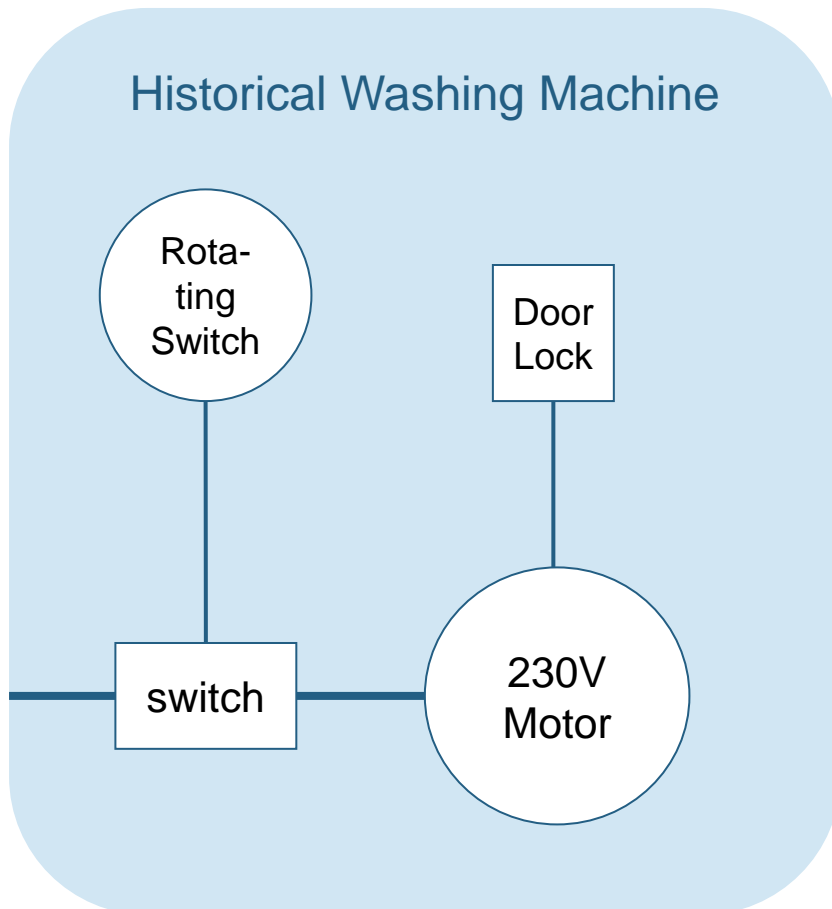 Historical Washing Machine
Rota-
ting
Switch
Door
Lock
switch
230V
Motor